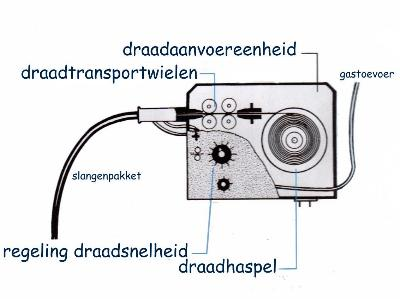 draadaanvoereenheid
draadtransportwielen
gastoevoer
slangenpakket
regeling draadsnelheid
draadhaspel